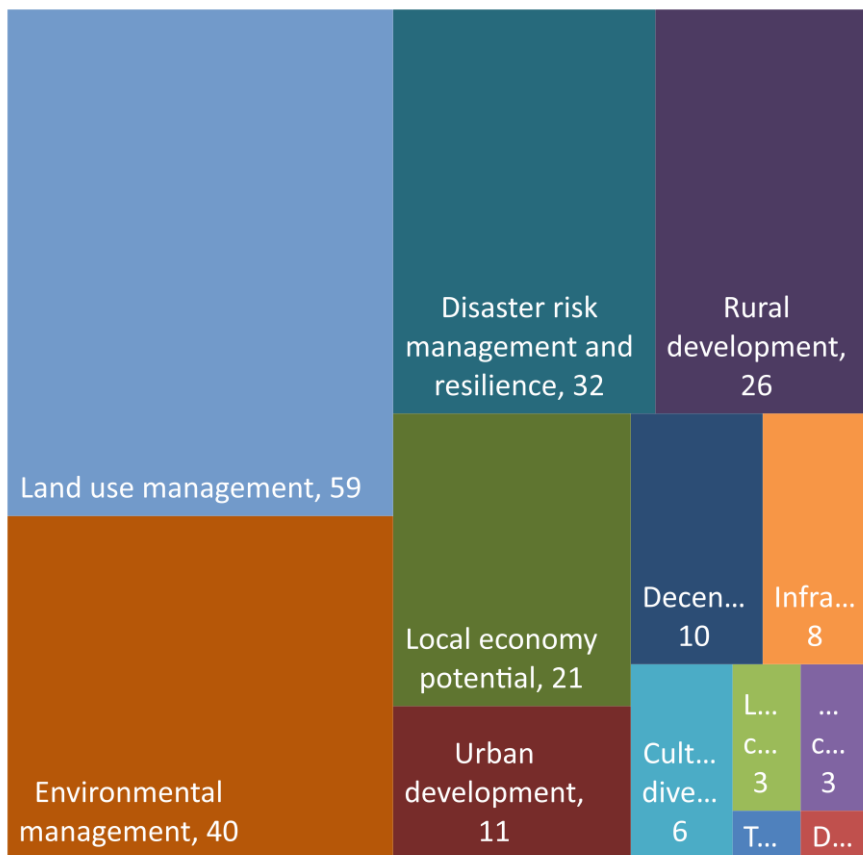 Land use management, 59
Environmental
management, 40
Disaster risk
management and
resilience, 32
Rural
development,
26
Local economy
potential, 21
Urban
development,
11
Decen...
10
Infra...
8
Cult...
dive...
6
L...
c...
3
...
c...
3
T...
D...